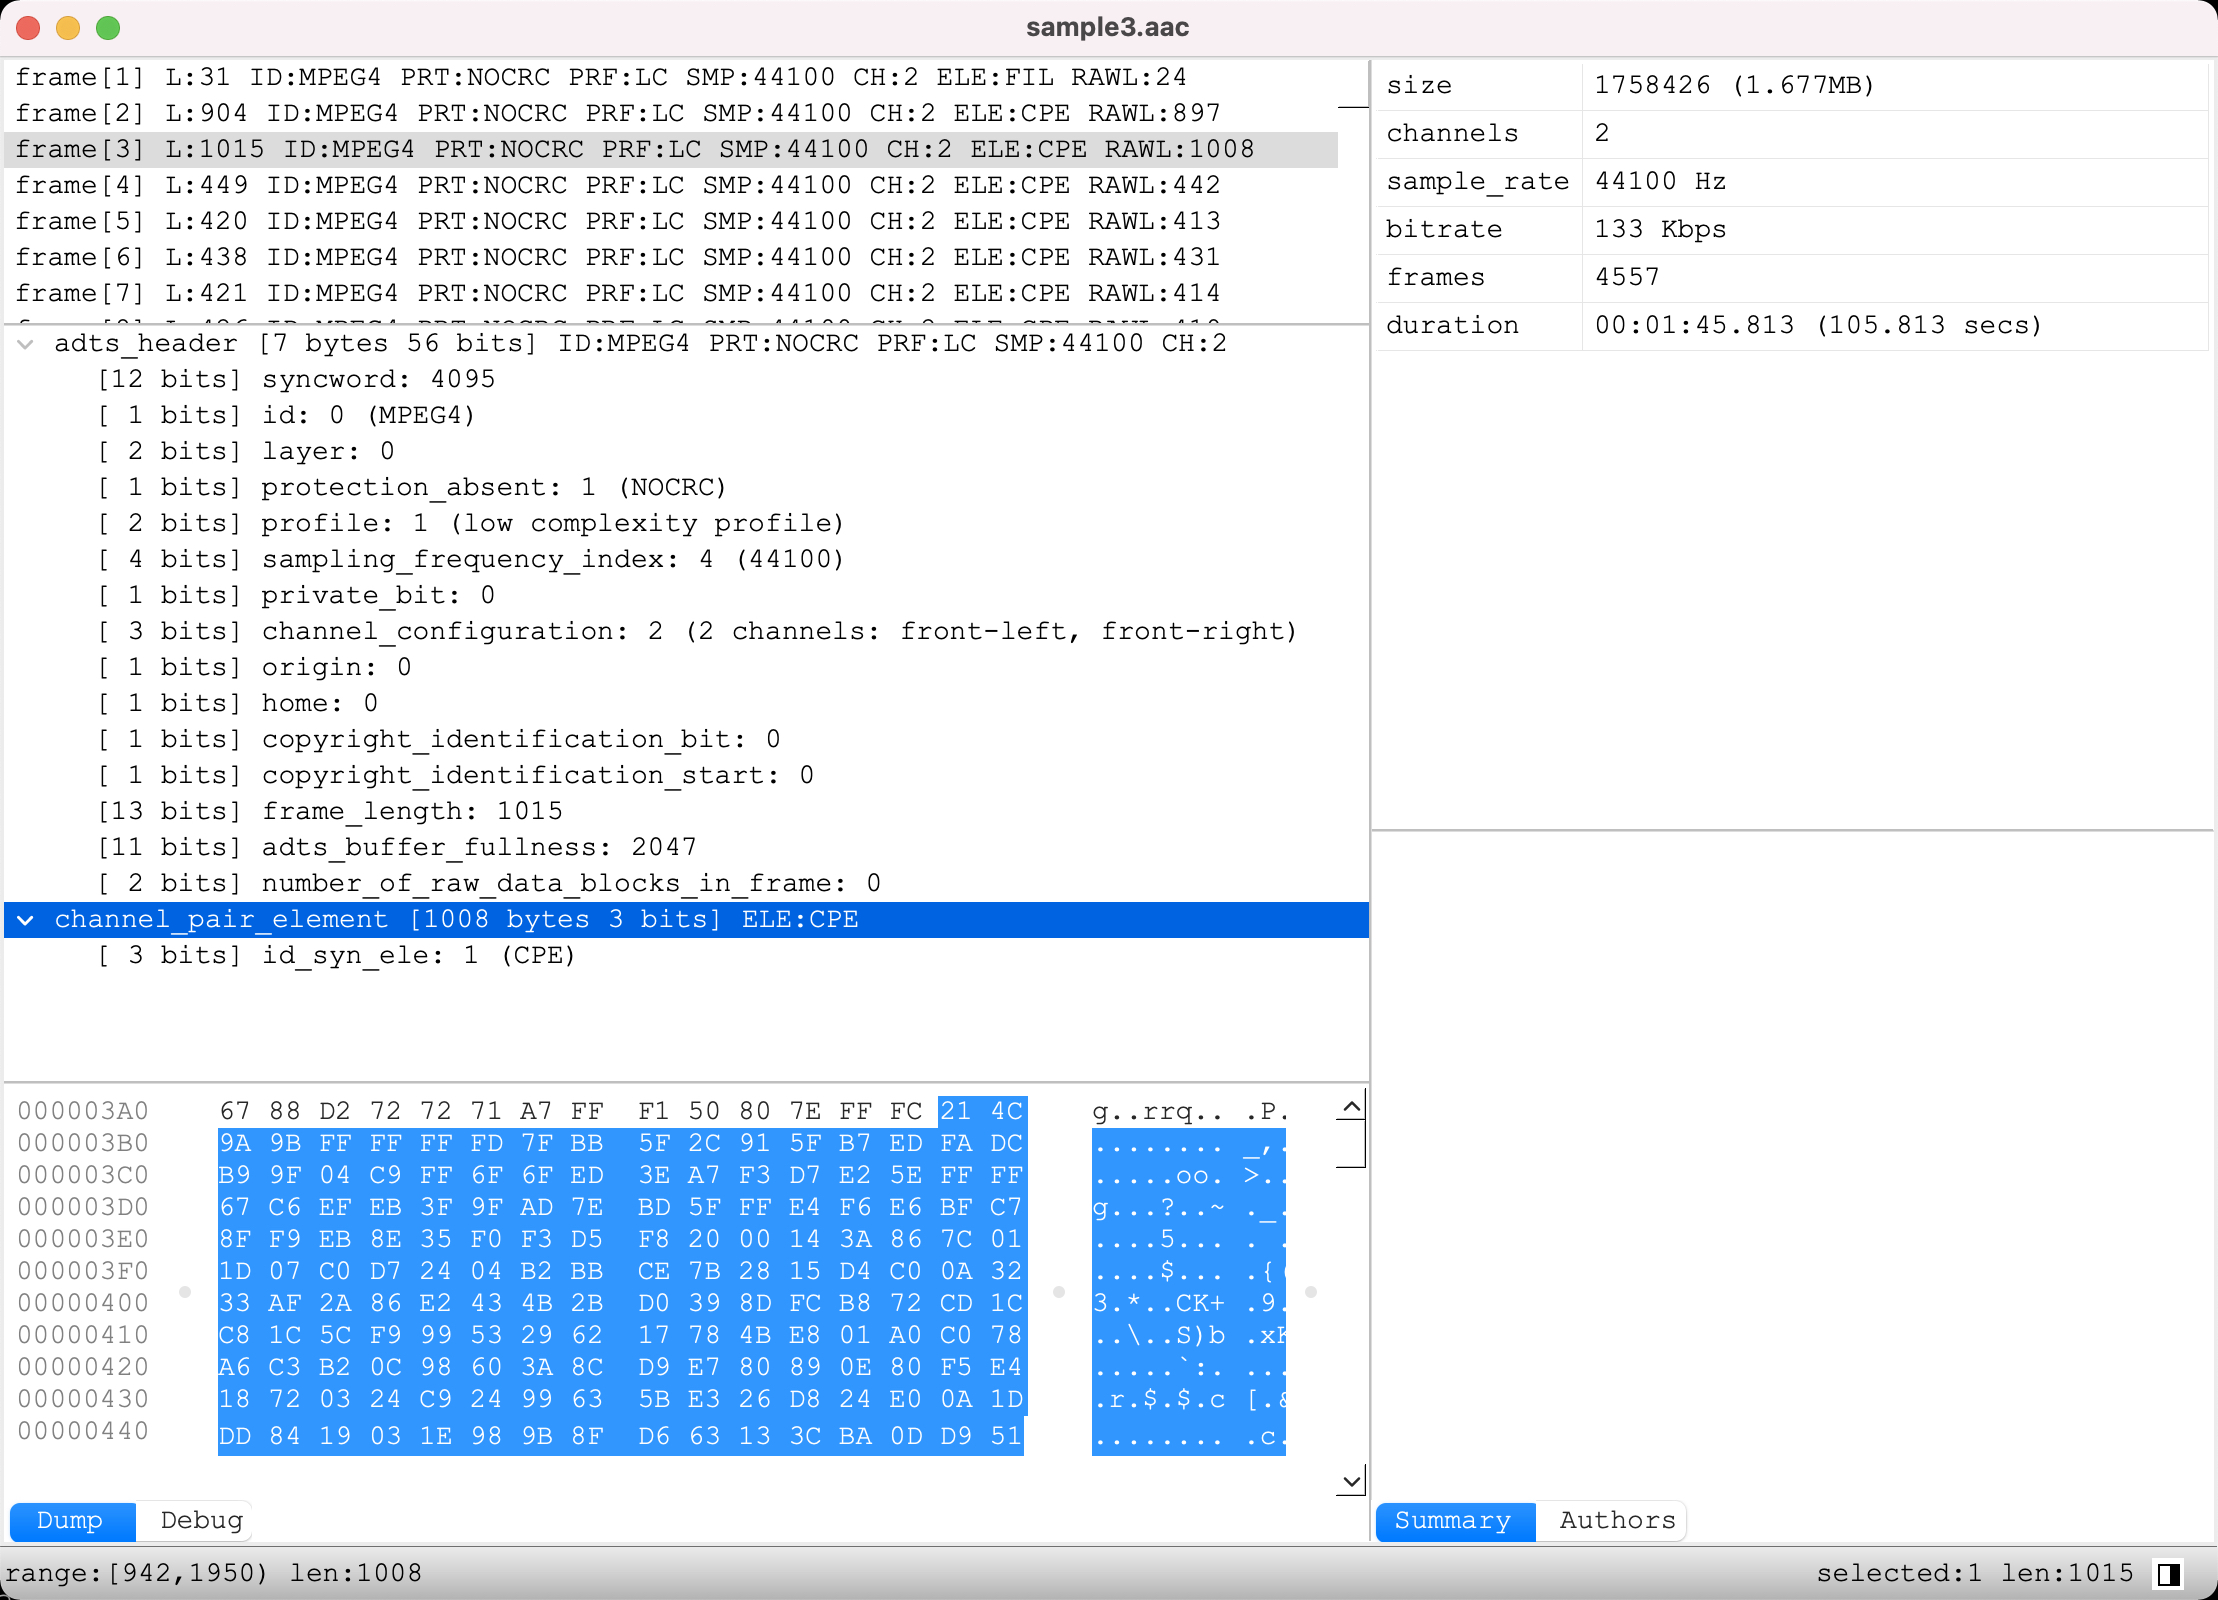 sample3.aac
frame[1] L:31 ID:MPEG4 PRT:NOCRC PRF:LC SMP:44100 CH:2 ELE:FIL RAWL:24
frame[2] L:904 ID:MPEG4 PRT:NOCRC PRF:LC SMP:44100 CH:2 ELE:CPE RAWL:897
frame[3] L:1015 ID:MPEG4 PRT:NOCRC PRF:LC SMP:44100 CH:2 ELE:CPE RAWL:1008
frame[4] L:449 ID:MPEG4 PRT:NOCRC PRF:LC SMP:44100 CH:2 ELE:CPE RAWL:442
frame[5] L:420 ID:MPEG4 PRT:NOCRC PRF:LC SMP:44100 CH:2 ELE:CPE RAWL:413
frame[6] L:438 ID:MPEG4 PRT:NOCRC PRF:LC SMP:44100 CH:2 ELE:CPE RAWL:431
frame[7] L:421 ID:MPEG4 PRT:NOCRC PRF:LC SMP:44100 CH:2 ELE:CPE RAWL:414
adts_header [7 bytes 56 bits] ID:MPEG4 PRT:NOCRC PRF:LC SMP:44100 CH:2
[12 bits] syncword: 4095
[ 1 bits] id: 0 (MPEG4)
[ 2 bits] layer: 0
[ 1 bits] protection_absent: 1 (NOCRC)
[ 2 bits] profile: 1 (low complexity profile)
[ 4 bits] sampling_frequency_index: 4 (44100)
[ 1 bits] private_bit: 0
[ 3 bits] channel_configuration: 2 (2 channels: front-left, front-right)
[ 1 bits] origin: 0
[ 1 bits] home: 0
[ 1 bits] copyright_identification_bit: 0
[ 1 bits] copyright_identification_start: 0
[13 bits] frame_length: 1015
[11 bits] adts_buffer_fullness: 2047
[ 2 bits] number_of_raw_data_blocks_in_frame: 0
channel_pair_element [1008 bytes 3 bits] ELE:CPE
[ 3 bits] id_syn_ele: 1 (CPE)
000003A0 67 88 D2 72 72 71 A7 FF F1 50 80 7E FF FC 21 4C g..rrq.. .P.
000003B0 9A 9B FF FF FF FD 7F BB 5F 2C 91 5F B7 ED FA DC ........ _,.
000003C0 B9 9F 04 C9 FF 6F 6F ED 3E A7 F3 D7 E2 5E FF FF .....oo. >..
000003D0 67 C6 EF EB 3F 9F AD 7E BD 5F FF E4 F6 E6 BF C7 g...?..~ ._.
000003E0 8F F9 EB 8E 35 F0 F3 D5 F8 20 00 14 3A 86 7C 01 ....5... . .
000003F0 1D 07 C0 D7 24 04 B2 BB CE 7B 28 15 D4 C0 0A 32 ....$... .{(
00000400 33 AF 2A 86 E2 43 4B 2B D0 39 8D FC B8 72 CD 1C 3.*..CK+ .9.
00000410 C8 1C 5C F9 99 53 29 62 17 78 4B E8 01 A0 C0 78 ..\..S)b .xK
00000420 A6 C3 B2 0C 98 60 3A 8C D9 E7 80 89 0E 80 F5 E4 .....`:. ...
00000430 18 72 03 24 C9 24 99 63 5B E3 26 D8 24 E0 0A 1D .r.$.$.c [.&
00000440 DD 84 19 03 1E 98 9B 8F D6 63 13 3C BA 0D D9 51 ........ .c.
Dump Debug
range:[942,1950) len:1008
size 1758426 (1.677MB)
channels 2
sample_rate 44100 Hz
bitrate 133 Kbps
frames 4557
duration 00:01:45.813 (105.813 secs)
Summary Authors
selected:1 len:1015